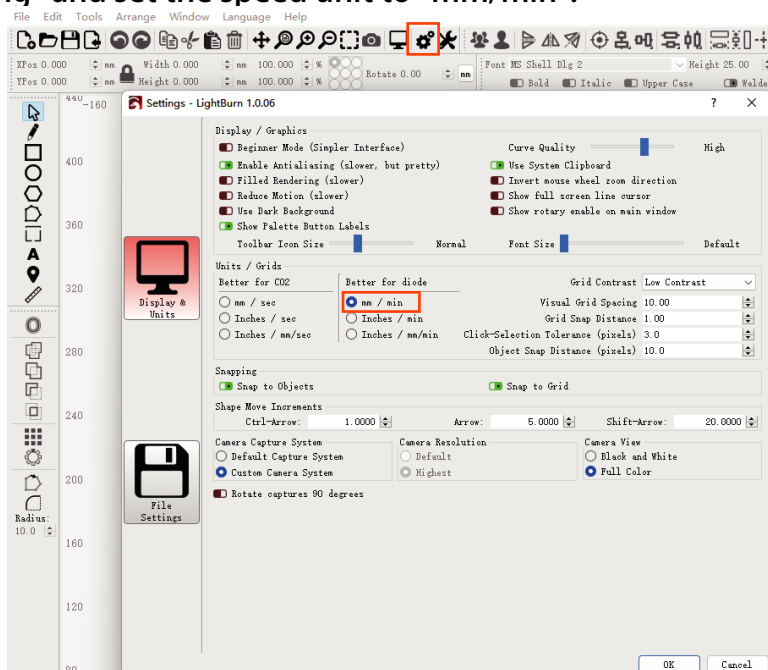 ng" and set the speed unit to "mm/min".
File Edit Tools Arrange Window Language Help
XPos 0.000 mm Width 0.000 mm 100.000 % Rotate 0.00 mm Font MS Shell Dlg 2 Height 25.00
YPos 0.000 mm Height 0.000 mm 100.000 % Bold Italic Upper Case Welde
440 -160 Settings - LightBurn 1.0.06 ? ×
Display / Graphics
Beginner Mode (Simpler Interface) Curve Quality High
400 Enable Antialiasing (slower, but pretty) Use System Clipboard
Filled Rendering (slower) Invert mouse wheel zoom direction
Reduce Motion (slower) Show full screen line cursor
Use Dark Background Show rotary enable on main window
360 Show Palette Button Labels
Toolbar Icon Size Normal Font Size Default
Units / Grids
Better for CO2 Better for diode Grid Contrast Low Contrast
320 Display & Units
mm / sec mm / min Visual Grid Spacing 10.00
Inches / sec Inches / min Grid Snap Distance 1.00
Inches / mm/sec Inches / mm/min Click-Selection Tolerance (pixels) 3.0
280 Object Snap Distance (pixels) 10.0
Snapping
Snap to Objects Snap to Grid
Shape Move Increments
240 Ctrl-Arrow: 1.0000 Arrow: 5.0000 Shift-Arrow: 20.0000
Camera Capture System Camera Resolution Camera View
Default Capture System Default Black and White
200 Custom Camera System Highest Full Color
Rotate captures 90 degrees
File Settings
Radius:
10.0
160
120
80
OK Cancel